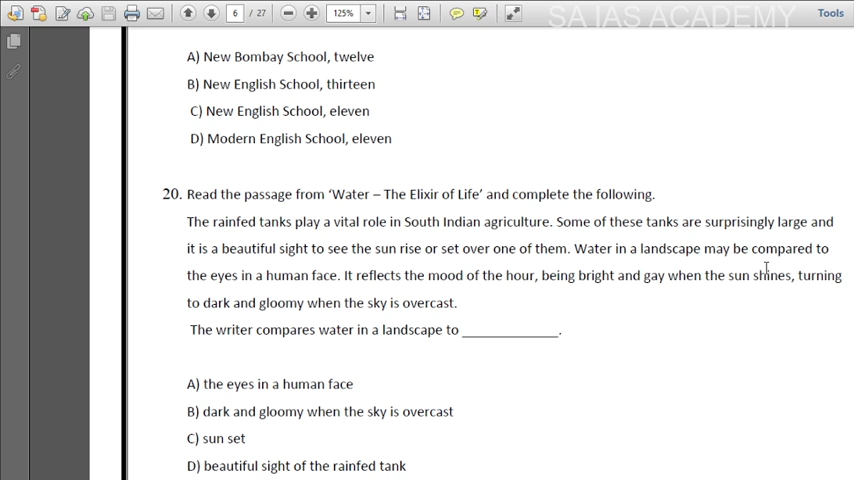 6 / 27
125%
SA IAS ACADEMY
Tools
A) New Bombay School, twelve
B) New English School, thirteen
C) New English School, eleven
D) Modern English School, eleven
20. Read the passage from ‘Water – The Elixir of Life’ and complete the following.
The rainfed tanks play a vital role in South Indian agriculture. Some of these tanks are surprisingly large and
it is a beautiful sight to see the sun rise or set over one of them. Water in a landscape may be compared to
the eyes in a human face. It reflects the mood of the hour, being bright and gay when the sun shines, turning
to dark and gloomy when the sky is overcast.
The writer compares water in a landscape to ______________.
A) the eyes in a human face
B) dark and gloomy when the sky is overcast
C) sun set
D) beautiful sight of the rainfed tank